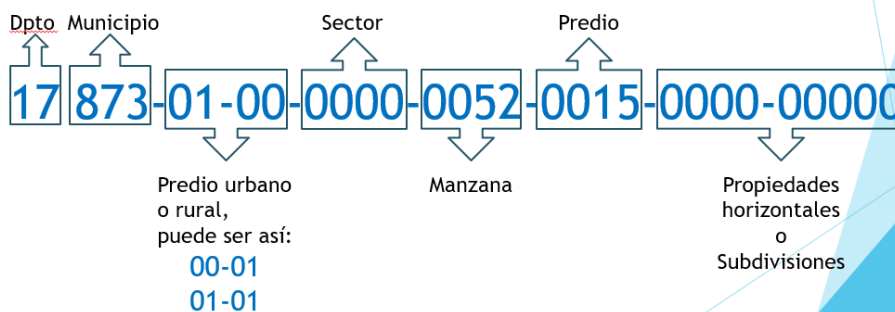 Dpto Municipio Sector Predio
17 873-01-00-0000-0052-0015-0000-00000
Predio urbano
o rural,
puede ser así:
00-01
01-01
Manzana
Propiedades
horizontales
o
Subdivisiones